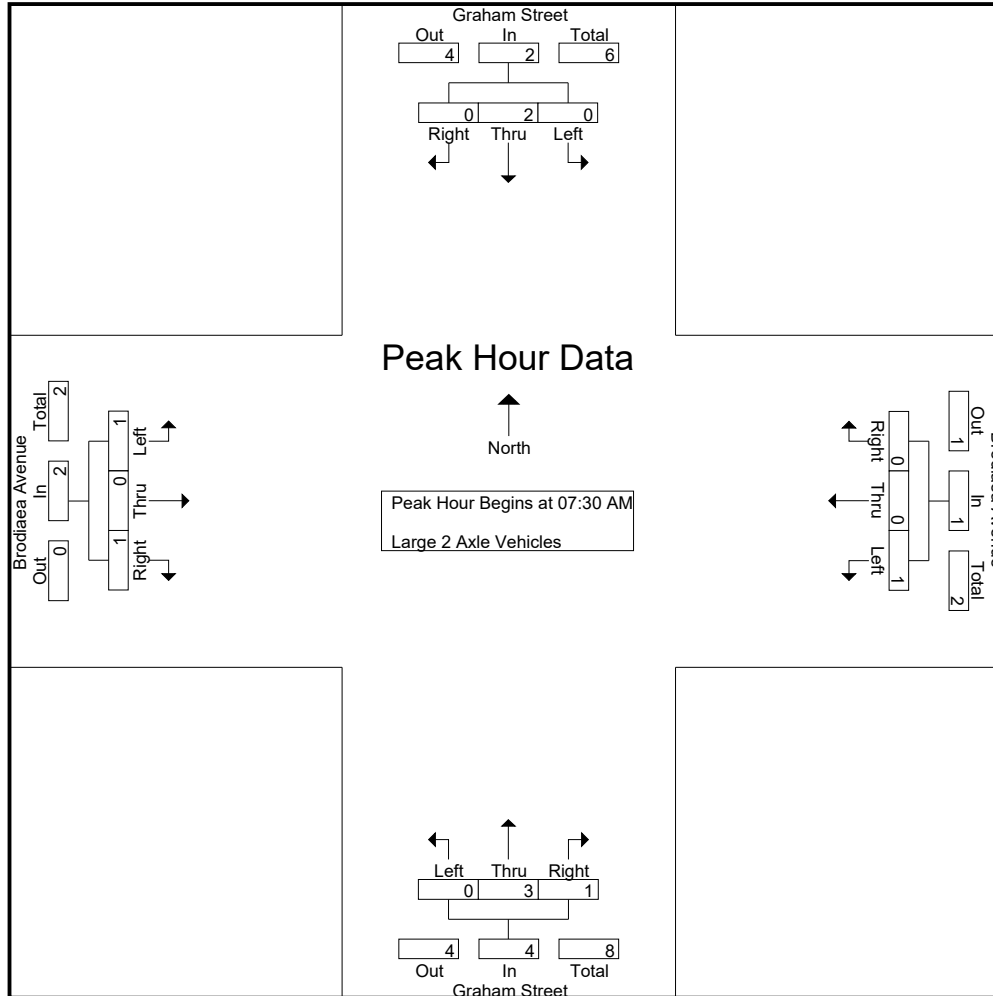 Graham Street
Out In Total
4 2 6
0 2 0
Right Thru Left
Peak Hour Data
North
Peak Hour Begins at 07:30 AM
Large 2 Axle Vehicles
Brodiaea Avenue
Out In Total
0 2 2
1 0 1
Left Thru Right
Out In Total
1 1 2
0 0 1
Right Thru Left
Left Thru Right
0 3 1
4 4 8
Out In Total
Graham Street